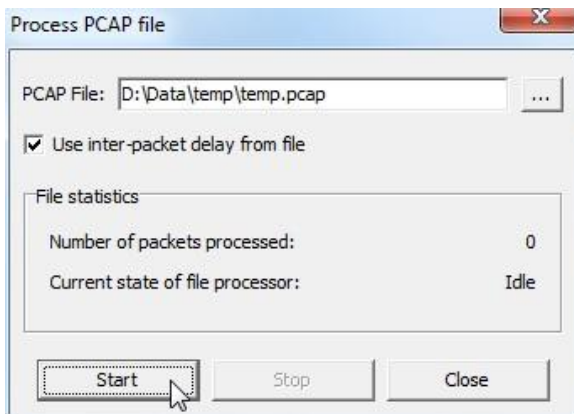 Process PCAP file
PCAP File: D:\Data\temp\temp.pcap ...
Use inter-packet delay from file
File statistics
Number of packets processed: 0
Current state of file processor: Idle
Start Stop Close